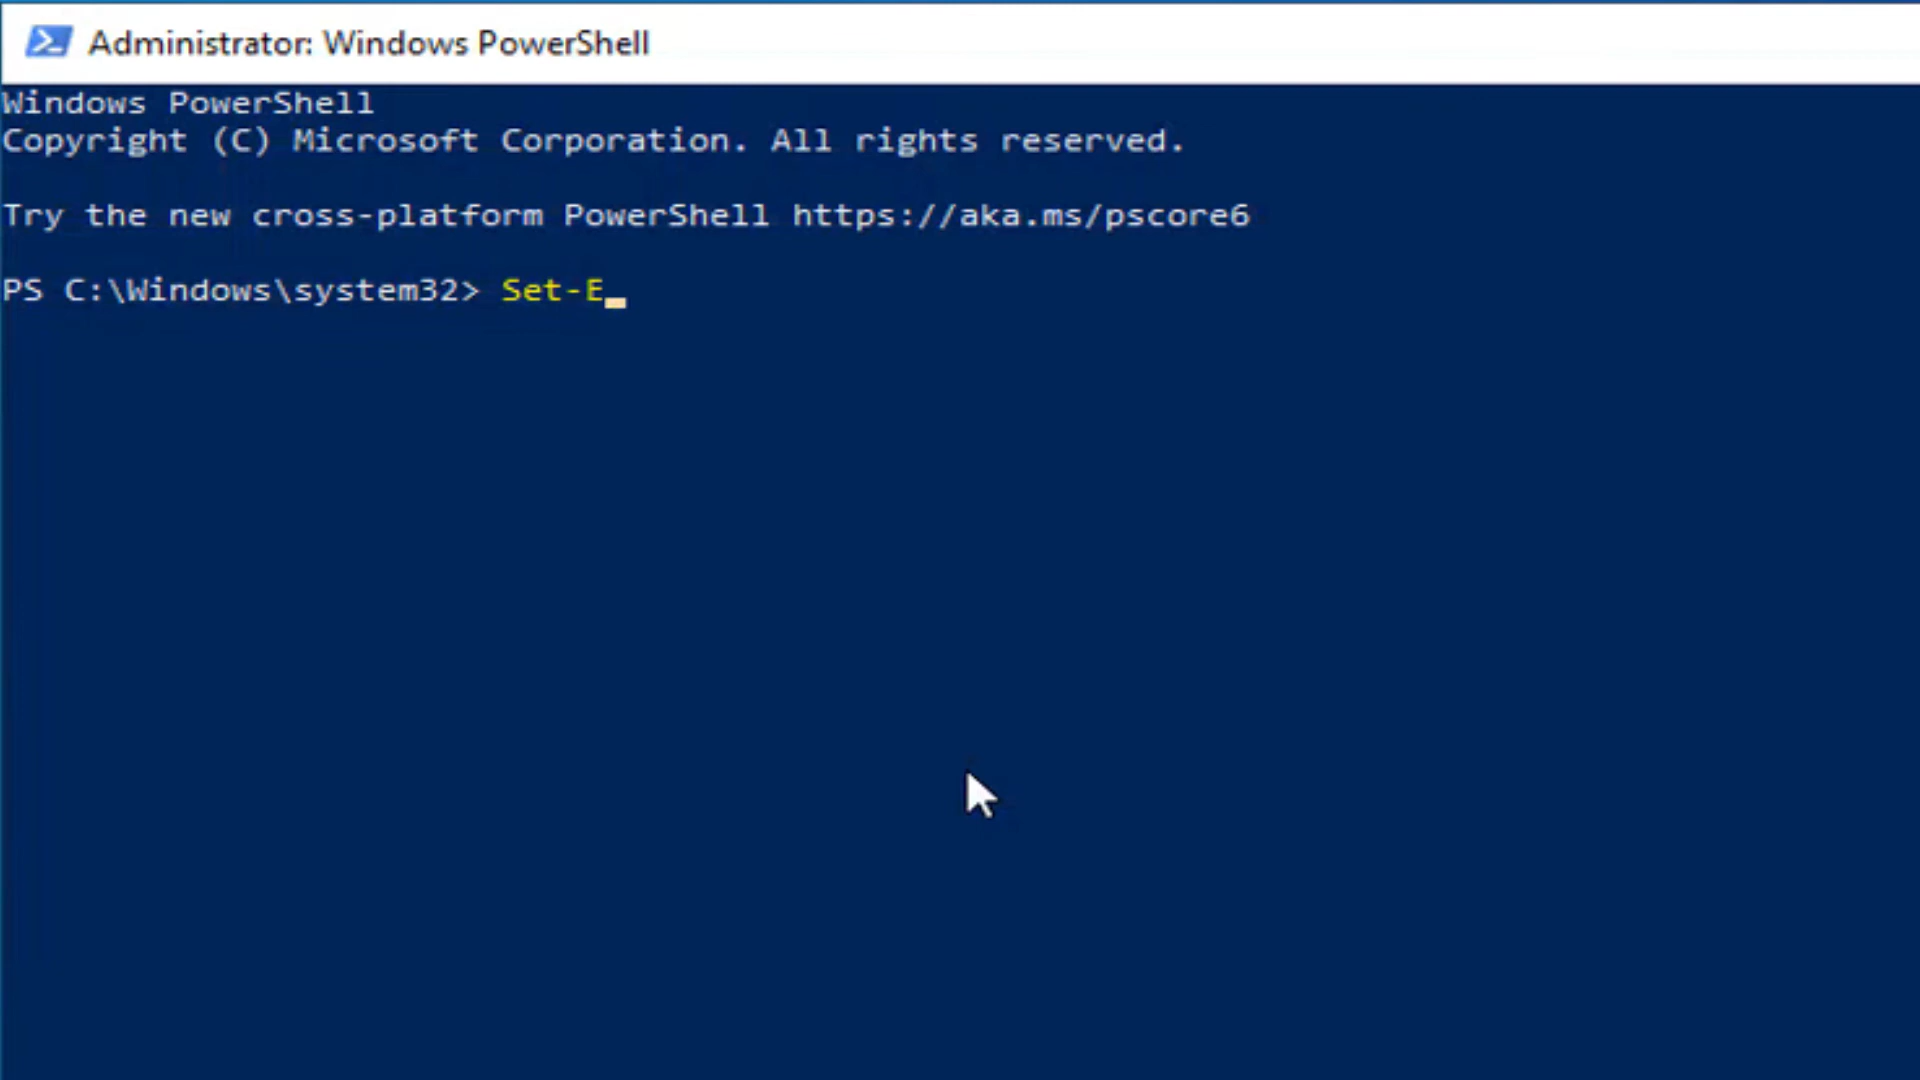 Administrator: Windows PowerShell
Windows PowerShell
Copyright (C) Microsoft Corporation. All rights reserved.
Try the new cross-platform PowerShell https://aka.ms/pscore6
PS C:\Windows\system32> Set-E_